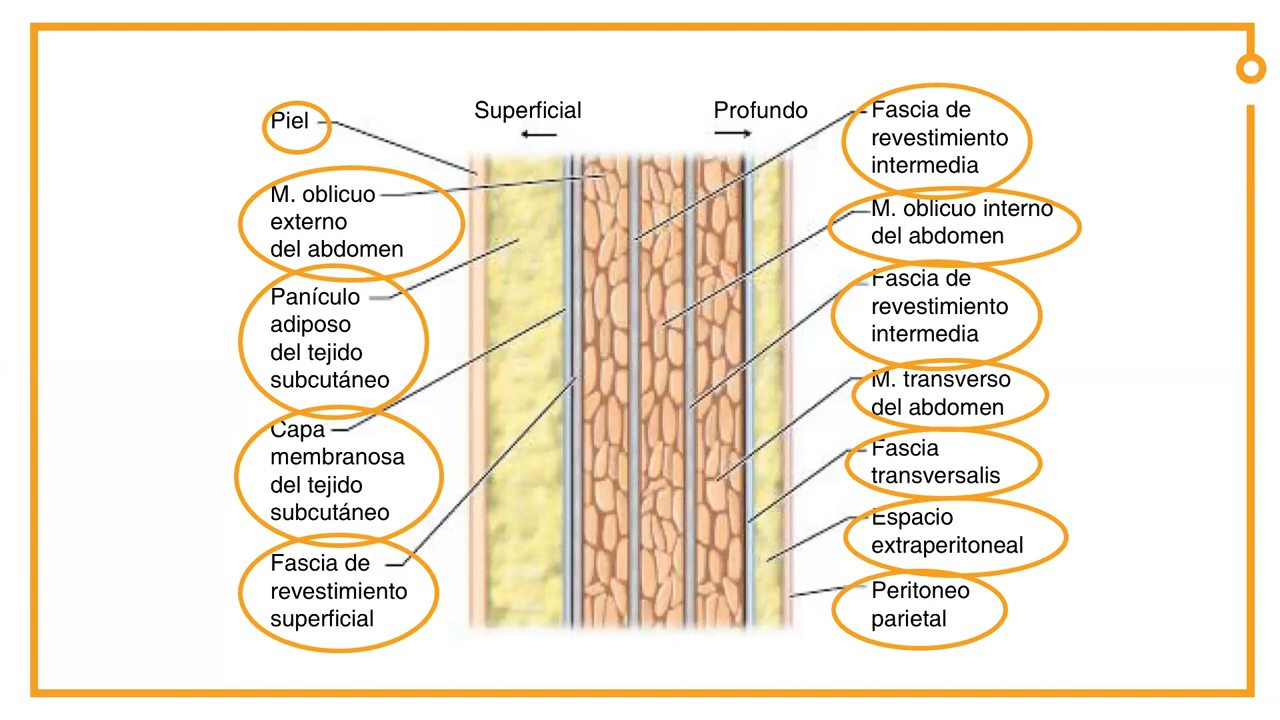 Superficial
Profundo
Piel
M. oblicuo
externo
del abdomen
Panículo
adiposo
del tejido
subcutáneo
Capa
membranosa
del tejido
subcutáneo
Fascia de
revestimiento
superficial
Fascia de
revestimiento
intermedia
M. oblicuo interno
del abdomen
Fascia de
revestimiento
intermedia
M. transverso
del abdomen
Fascia
transversalis
Espacio
extraperitoneal
Peritoneo
parietal